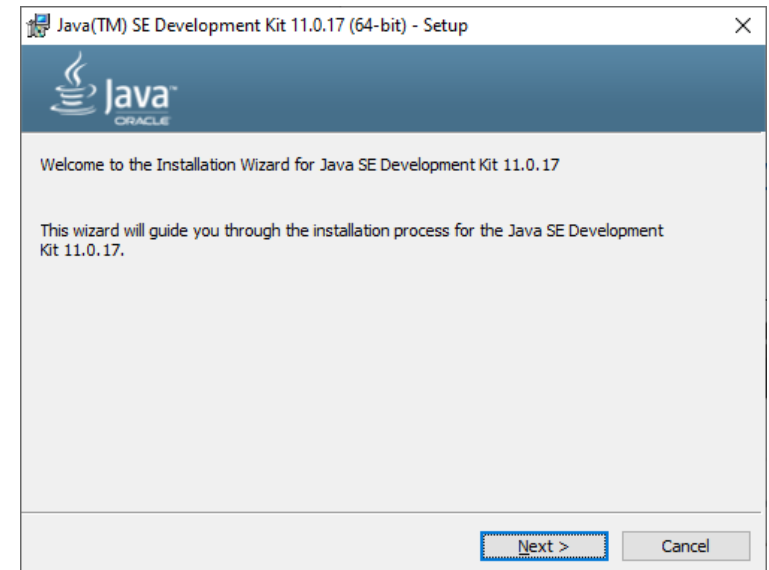 Java(TM) SE Development Kit 11.0.17 (64-bit) - Setup
Java™
ORACLE
Welcome to the Installation Wizard for Java SE Development Kit 11.0.17
This wizard will guide you through the installation process for the Java SE Development
Kit 11.0.17.
Next >
Cancel